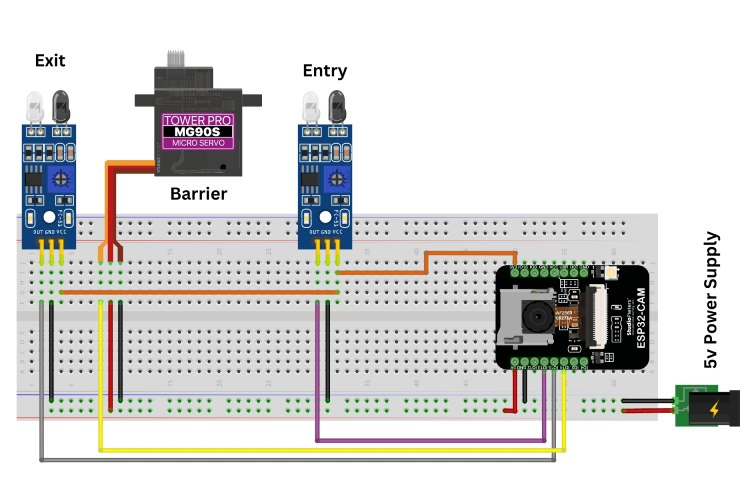 Exit
Entry
TOWER PRO
MG90S
MICRO SERVO
Barrier
OUT GND VCC
OUT GND VCC
ESP32-CAM
5v Power Supply